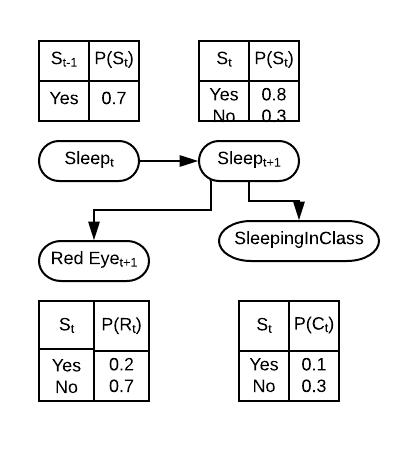 St-1 P(St)
Yes 0.7
St P(St)
Yes 0.8
No 0.3
Sleept
Sleept+1
SleepingInClass
Red Eyet+1
St P(Rt)
Yes 0.2
No 0.7
St P(Ct)
Yes 0.1
No 0.3